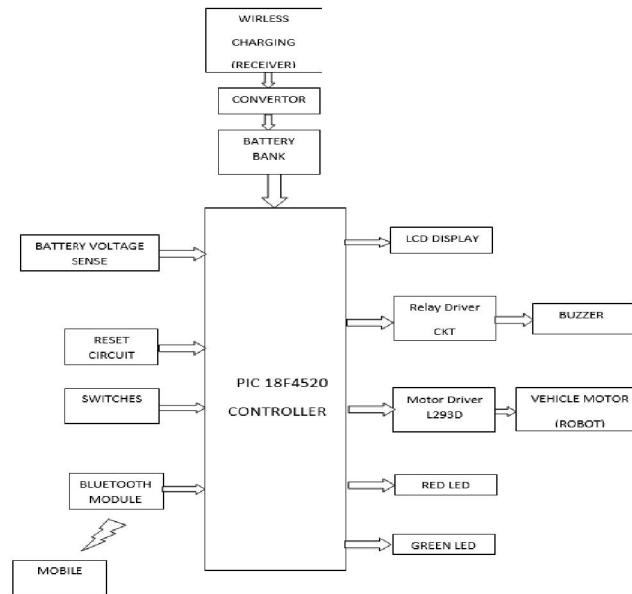 WIRLESS
CHARGING
(RECEIVER)
CONVERTOR
BATTERY
BANK
BATTERY VOLTAGE
SENSE
RESET
CIRCUIT
SWITCHES
BLUETOOTH
MODULE
MOBILE
PIC 18F4520
CONTROLLER
LCD DISPLAY
Relay Driver
CKT
BUZZER
Motor Driver
L293D
VEHICLE MOTOR
(ROBOT)
RED LED
GREEN LED